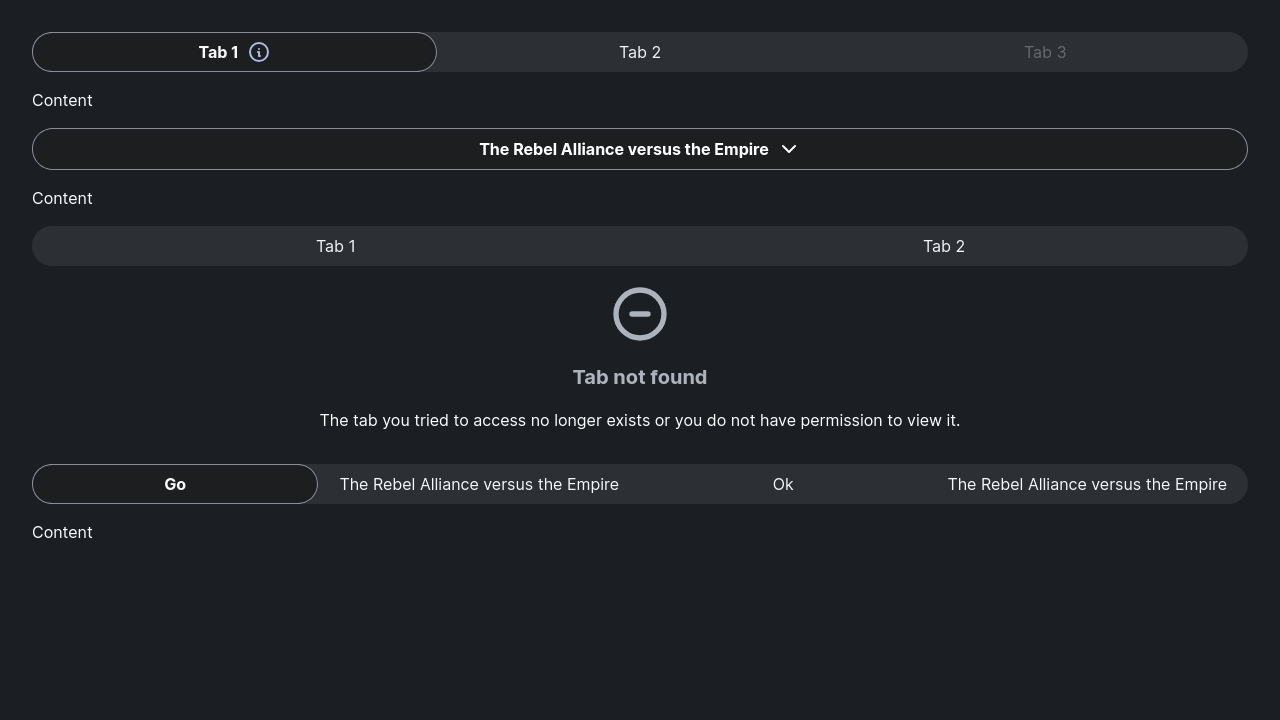 Tab 1 Tab 2 Tab 3
Content
The Rebel Alliance versus the Empire
Content
Tab 1 Tab 2
Tab not found
The tab you tried to access no longer exists or you do not have permission to view it.
Go The Rebel Alliance versus the Empire Ok The Rebel Alliance versus the Empire
Content